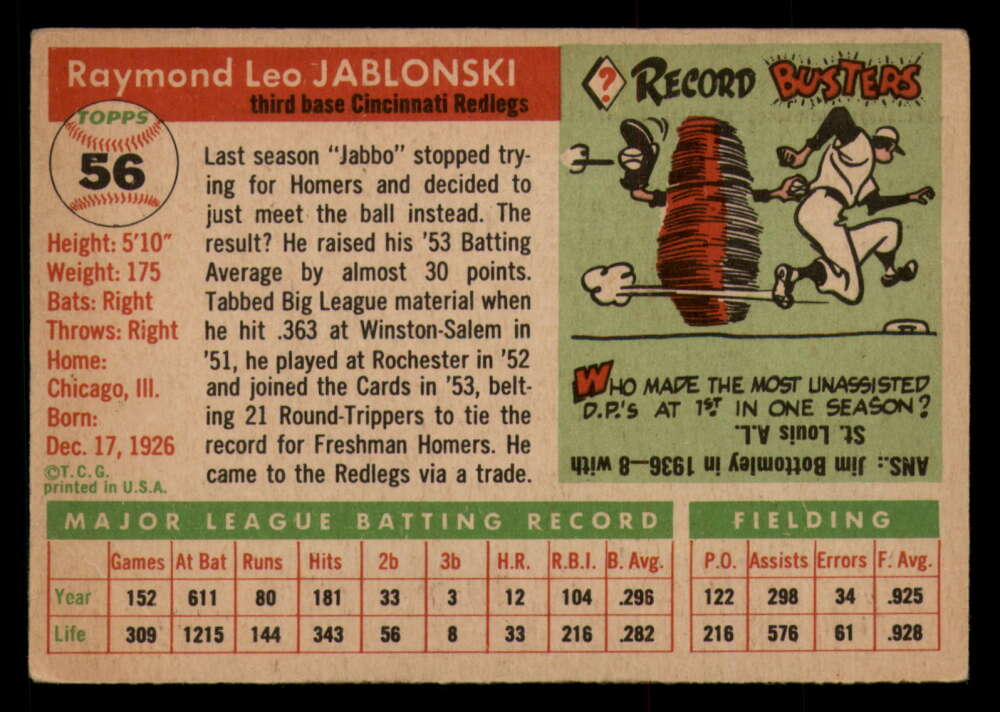 Raymond Leo JABLONSKI
third base Cincinnati Redlegs
TOPPS
56
Height: 5'10"
Weight: 175
Bats: Right
Throws: Right
Home:
Chicago, Ill.
Born:
Dec. 17, 1926
©T.C.G.
printed in U.S.A.
Last season "Jabbo" stopped try-
ing for Homers and decided to
just meet the ball instead. The
result? He raised his '53 Batting
Average by almost 30 points.
Tabbed Big League material when
he hit .363 at Winston-Salem in
'51, he played at Rochester in '52
and joined the Cards in '53, belt-
ing 21 Round-Trippers to tie the
record for Freshman Homers. He
came to the Redlegs via a trade.
? RECORD BUSTERS
WHO MADE THE MOST UNASSISTED
D.P.'S AT 1ST IN ONE SEASON?
ANS.: Jim Bottomley in 1936—8 with
St. Louis A.L.
MAJOR LEAGUE BATTING RECORD FIELDING
Games At Bat Runs Hits 2b 3b H.R. R.B.I. B. Avg. P.O. Assists Errors F. Avg.
Year 152 611 80 181 33 3 12 104 .296 122 298 34 .925
Life 309 1215 144 343 56 8 33 216 .282 216 576 61 .928